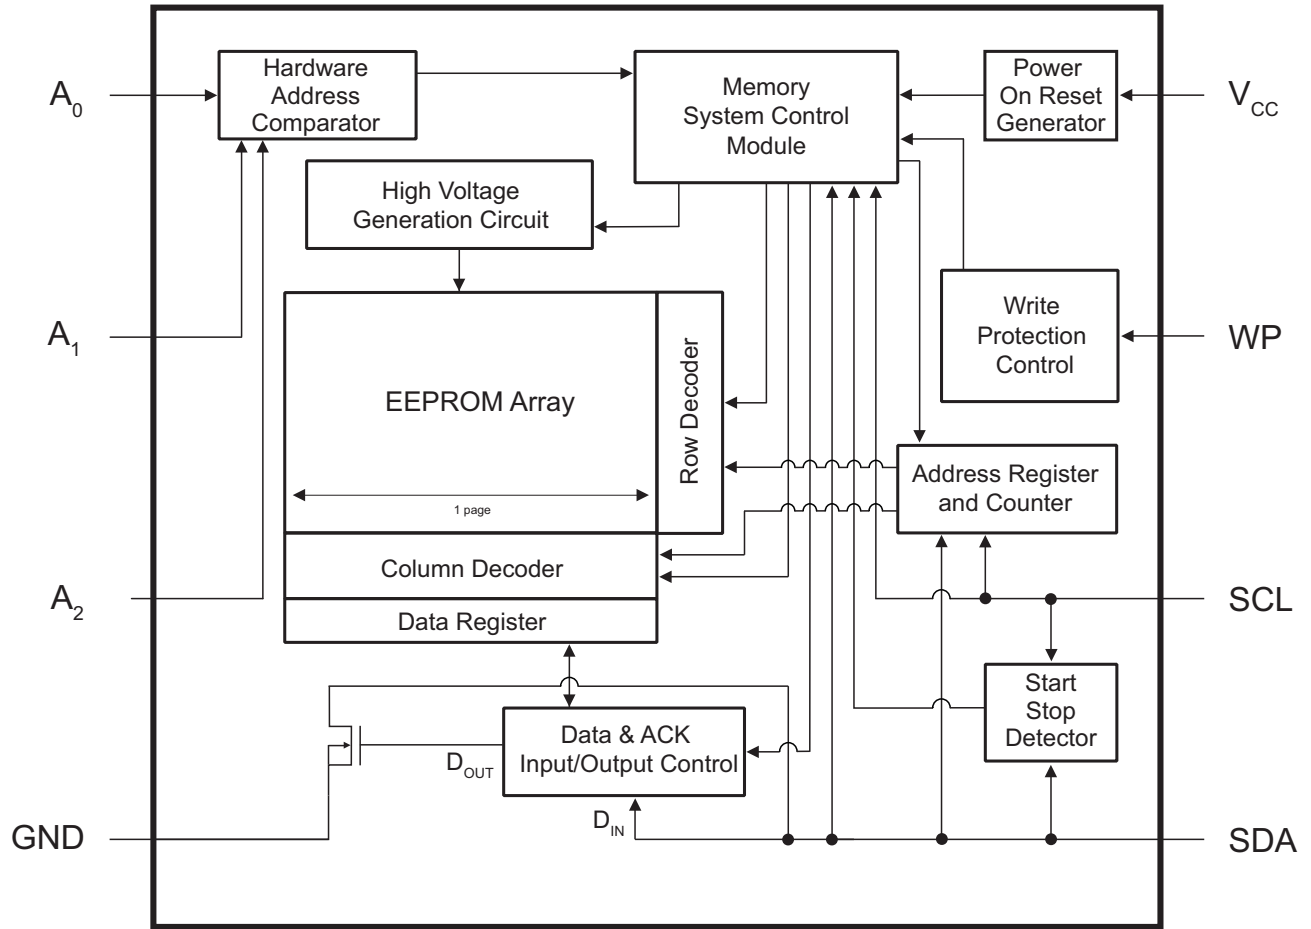 Hardware
Address
Comparator
Memory
System Control
Module
Power
On Reset
Generator
A0
VCC
High Voltage
Generation Circuit
Write
Protection
Control
A1
WP
EEPROM Array
Row Decoder
1 page
Address Register
and Counter
Column Decoder
A2
SCL
Data Register
Start
Stop
Detector
Data & ACK
Input/Output Control
DOUT
DIN
GND
SDA